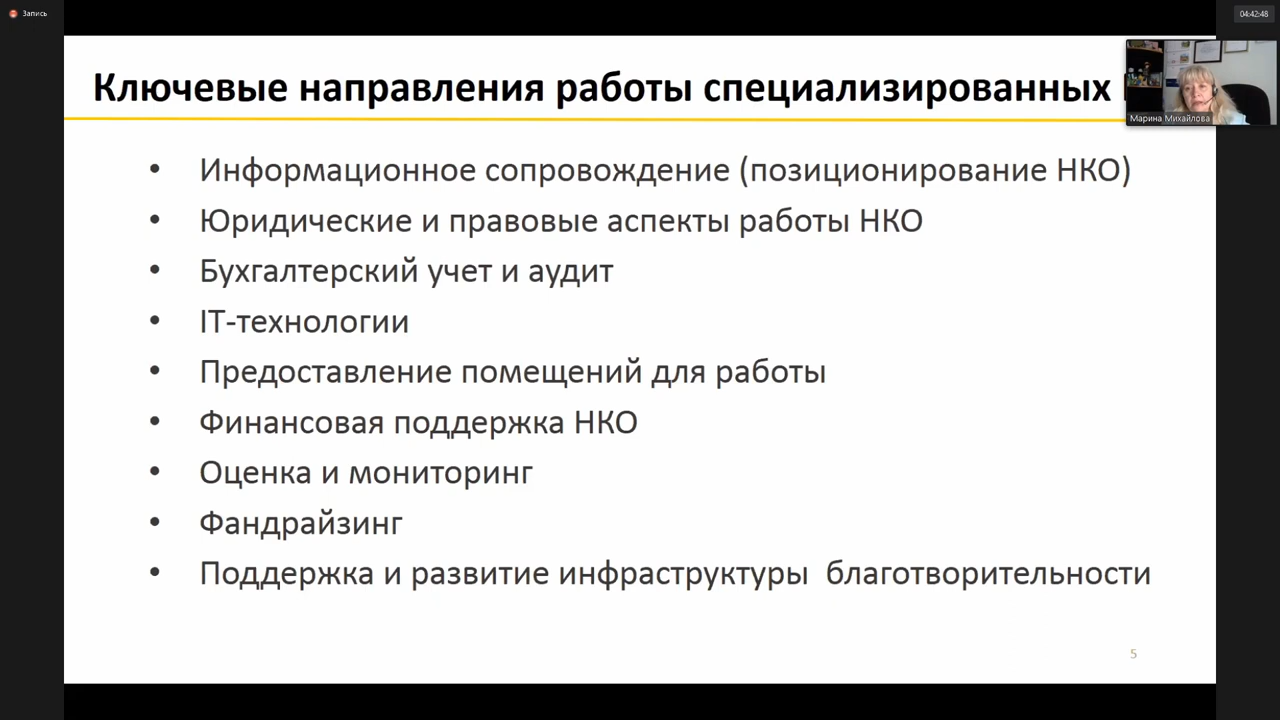 Запись
04:42:48
Ключевые направления работы специализированных
Марина Михайлова
• Информационное сопровождение (позиционирование НКО)
• Юридические и правовые аспекты работы НКО
• Бухгалтерский учет и аудит
• IT-технологии
• Предоставление помещений для работы
• Финансовая поддержка НКО
• Оценка и мониторинг
• Фандрайзинг
• Поддержка и развитие инфраструктуры благотворительности
5